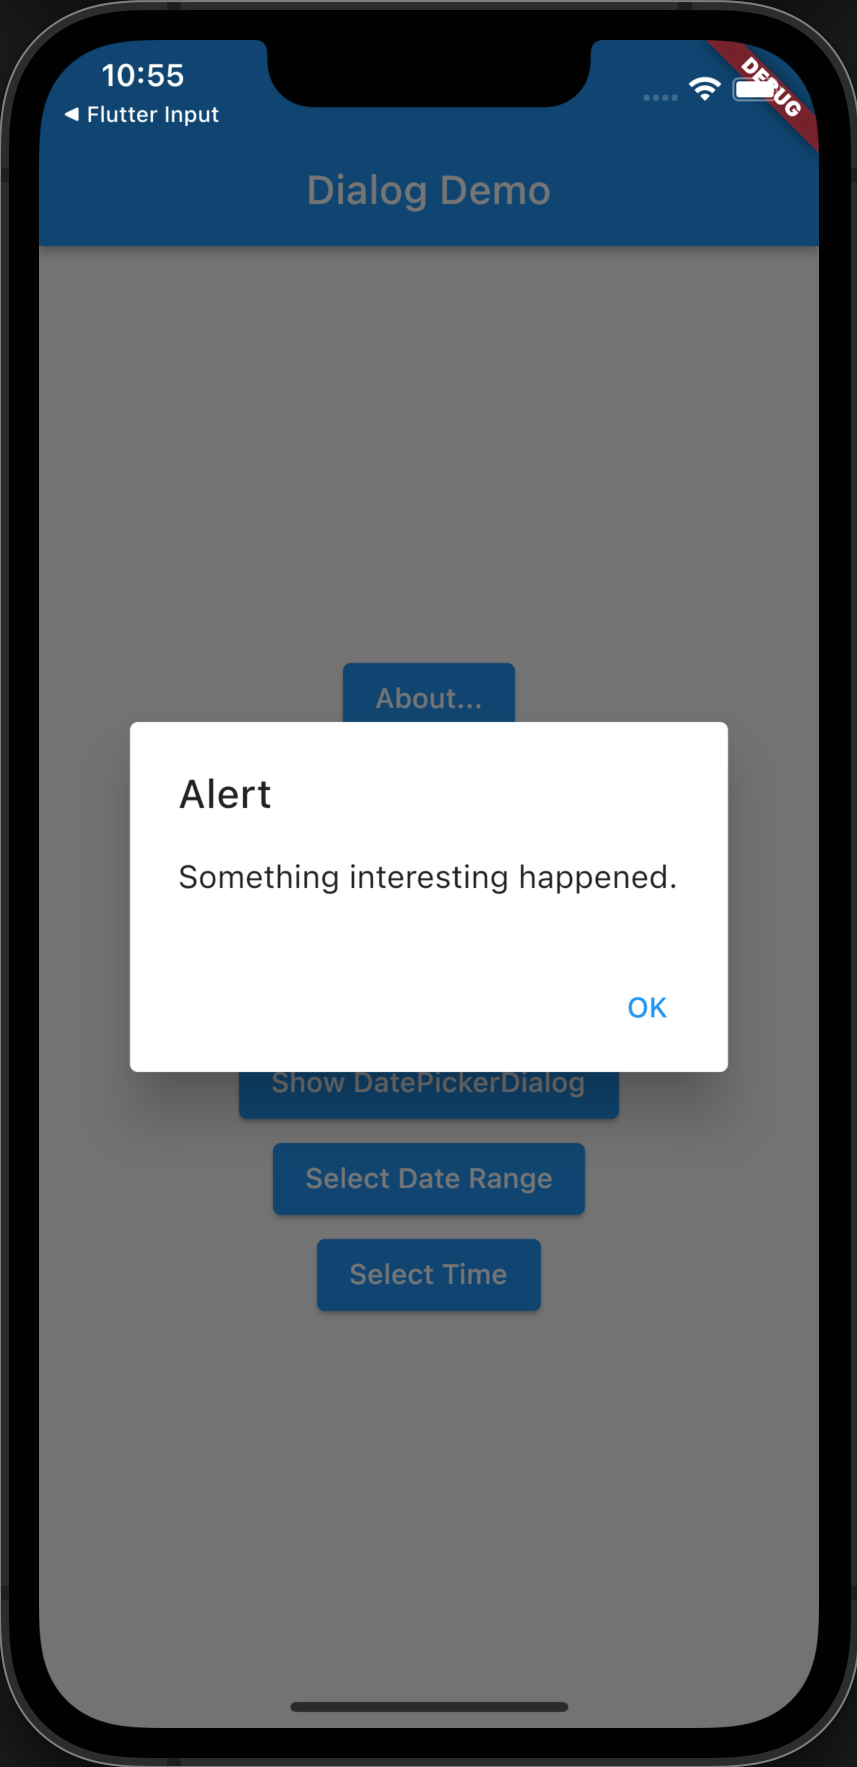 10:55
◀ Flutter Input
DEBUG
Dialog Demo
About...
Alert
Something interesting happened.
OK
Show DatePickerDialog
Select Date Range
Select Time